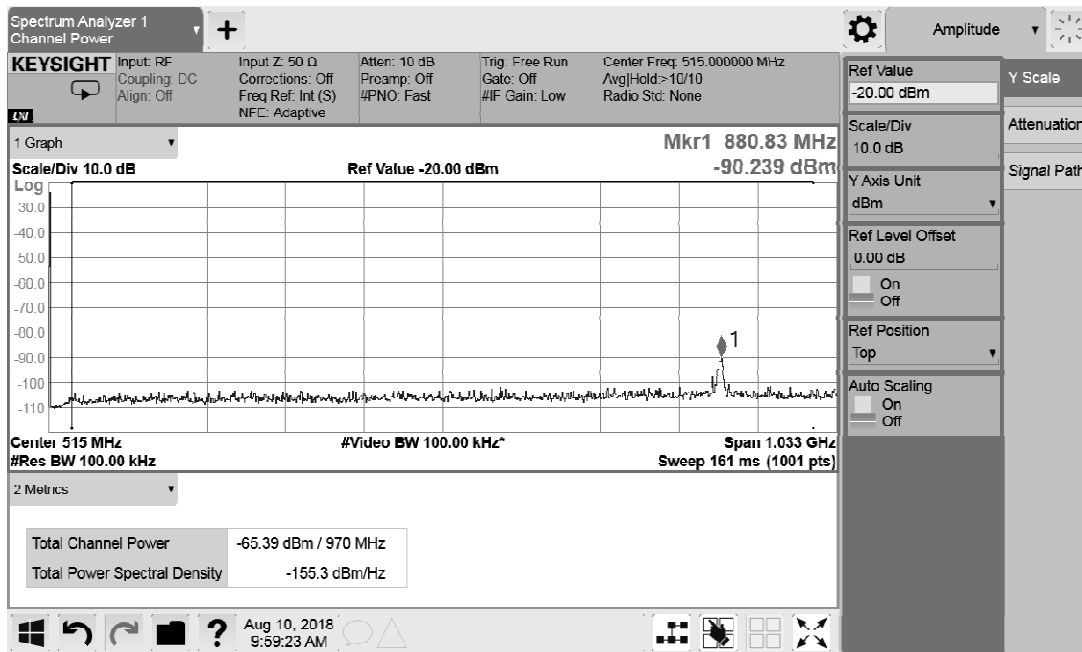 Spectrum Analyzer 1
Channel Power
+
Amplitude
KEYSIGHT
Input: RF
Coupling: DC
Align: Off
Input Z: 50 Ω
Corrections: Off
Freq Ref: Int (S)
NFE: Adaptive
Atten: 10 dB
Preamp: Off
#PNO: Fast
Trig: Free Run
Gate: Off
#IF Gain: Low
Center Freq: 515.000000 MHz
Avg|Hold:>10/10
Radio Std: None
1 Graph
Mkr1 880.83 MHz
-90.239 dBm
Scale/Div 10.0 dB
Ref Value -20.00 dBm
Log
30.0
-40.0
50.0
-60.0
-70.0
-80.0
-90.0
-100
-110
1
Center 515 MHz
#Video BW 100.00 kHz*
Span 1.033 GHz
#Res BW 100.00 kHz
Sweep 161 ms (1001 pts)
2 Metrics
Total Channel Power
-65.39 dBm / 970 MHz
Total Power Spectral Density
-155.3 dBm/Hz
?
Aug 10, 2018
9:59:23 AM
Ref Value
-20.00 dBm
Scale/Div
10.0 dB
Y Axis Unit
dBm
Ref Level Offset
0.00 dB
On
Off
Ref Position
Top
Auto Scaling
On
Off
Y Scale
Attenuation
Signal Path